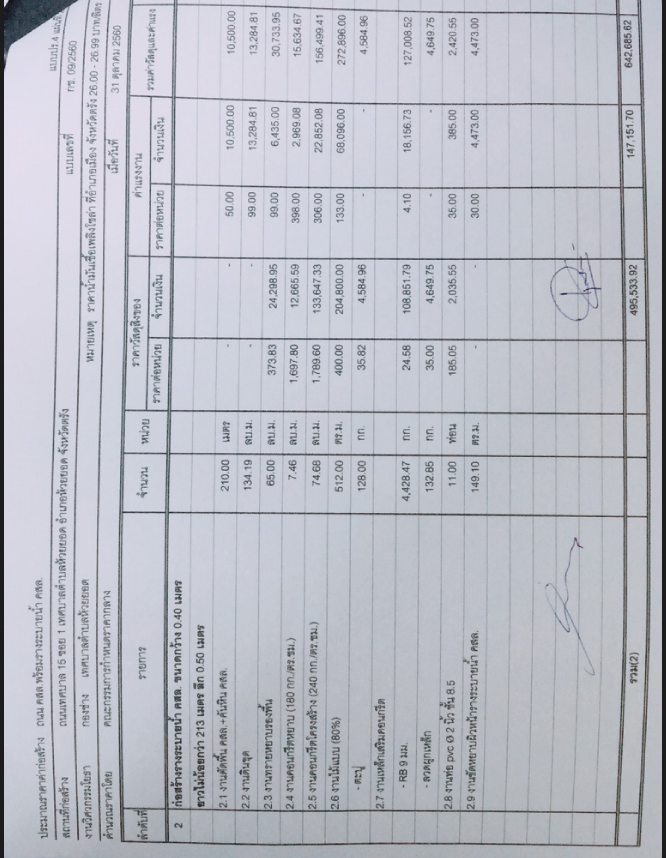 แบบปร.4 แผ่นที่
ประมาณราคาค่าก่อสร้าง ถนน คสล.พร้อมรางระบายน้ำ คสล.
สถานที่ก่อสร้าง ถนนเทศบาล 15 ซอย 1 เทศบาลตำบลห้วยยอด อำเภอห้วยยอด จังหวัดตรัง แบบเลขที่ กช. 09/2560
งานวิศวกรรมโยธา กองช่าง เทศบาลตำบลห้วยยอด หมายเหตุ ราคาน้ำมันเชื้อเพลิงโซล่า ที่อำเภอเมือง จังหวัดตรัง 26.00 - 26.99 บาท/ลิตร
คำนวณราคาโดย คณะกรรมการกำหนดราคากลาง เมื่อวันที่ 31 ตุลาคม 2560
ลำดับที่ รายการ จำนวน หน่วย ราคาวัสดุสิ่งของ ค่าแรงงาน รวมค่าวัสดุและค่าแรง
ราคาต่อหน่วย จำนวนเงิน ราคาต่อหน่วย จำนวนเงิน
2 ก่อสร้างรางระบายน้ำ คสล. ขนาดกว้าง 0.40 เมตร
ยาวไม่น้อยกว่า 213 เมตร ลึก 0.50 เมตร
2.1 งานตัดพื้น คสล.+คันหิน คสล. 210.00 เมตร - - 50.00 10,500.00 10,500.00
2.2 งานดินขุด 134.19 ลบ.ม. - - 99.00 13,284.81 13,284.81
2.3 งานทรายหยาบรองพื้น 65.00 ลบ.ม. 373.83 24,298.95 99.00 6,435.00 30,733.95
2.4 งานคอนกรีตหยาบ (180 กก./ตร.ซม.) 7.46 ลบ.ม. 1,697.80 12,665.59 398.00 2,969.08 15,634.67
2.5 งานคอนกรีตโครงสร้าง (240 กก./ตร.ซม.) 74.68 ลบ.ม. 1,789.60 133,647.33 306.00 22,852.08 156,499.41
2.6 งานไม้แบบ (80%) 512.00 ตร.ม. 400.00 204,800.00 133.00 68,096.00 272,896.00
- ตะปู 128.00 กก. 35.82 4,584.96 - - 4,584.96
2.7 งานเหล็กเสริมคอนกรีต
- RB 9 มม. 4,428.47 กก. 24.58 108,851.79 4.10 18,156.73 127,008.52
- ลวดผูกเหล็ก 132.85 กก. 35.00 4,649.75 - - 4,649.75
2.8 งานท่อ pvc Ø 2 นิ้ว ชั้น 8.5 11.00 ท่อน 185.05 2,035.55 35.00 385.00 2,420.55
2.9 งานขัดหยาบผิวหน้ารางระบายน้ำ คสล. 149.10 ตร.ม. - - 30.00 4,473.00 4,473.00
รวม(2) 495,533.92 147,151.70 642,685.62